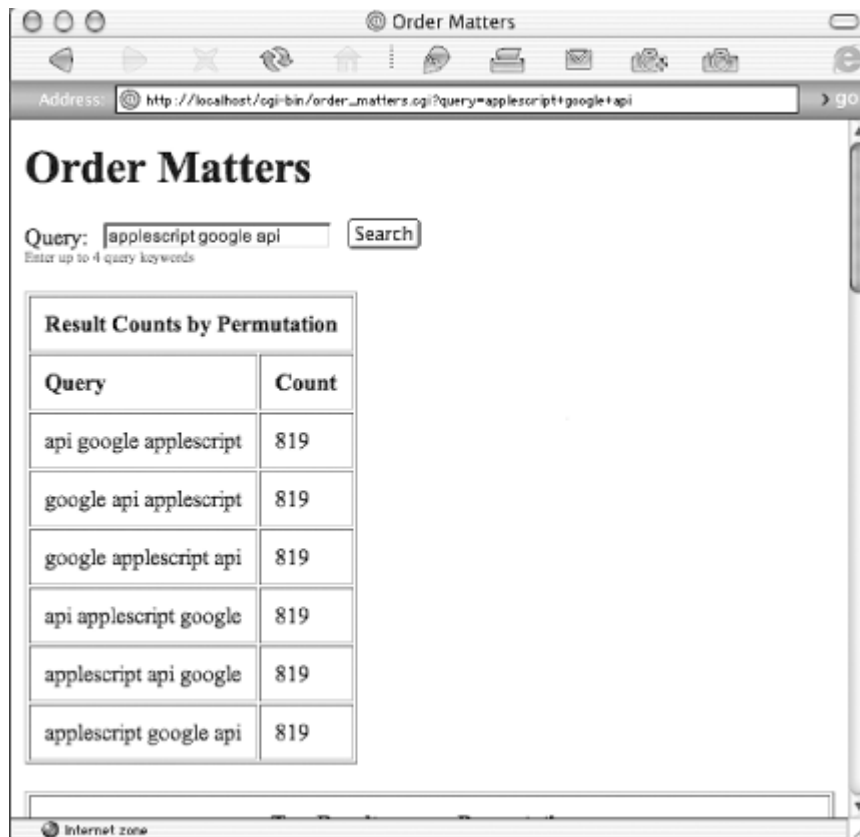 @ Order Matters
Address: @ http://localhost/cgi-bin/order_matters.cgi?query=applescript+google+api › go
Order Matters
Query: applescript google api Search
Enter up to 4 query keywords
Result Counts by Permutation
Query Count
api google applescript 819
google api applescript 819
google applescript api 819
api applescript google 819
applescript api google 819
applescript google api 819
Internet zone